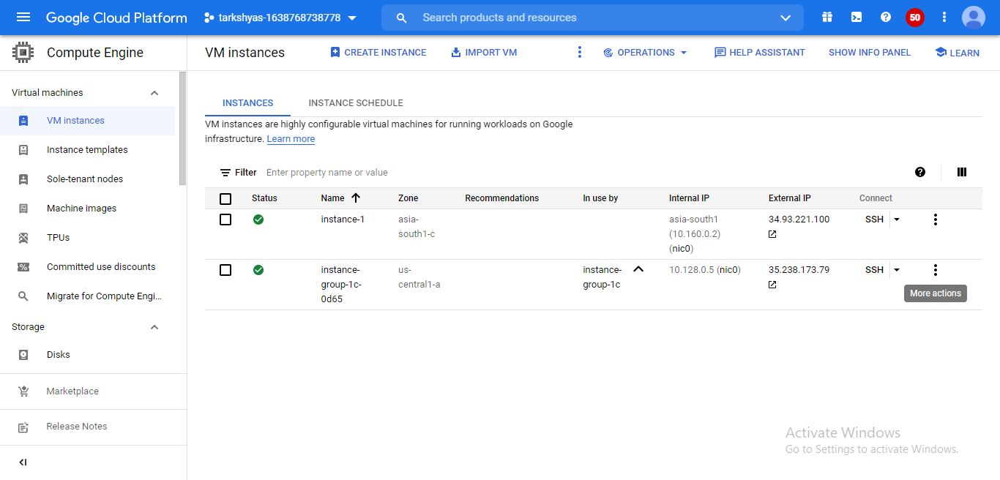 Google Cloud Platform
tarkshyas-1638768738778
Search products and resources
50
Compute Engine
VM instances
CREATE INSTANCE
IMPORT VM
OPERATIONS
HELP ASSISTANT
SHOW INFO PANEL
LEARN
Virtual machines
VM instances
Instance templates
Sole-tenant nodes
Machine images
TPUs
Committed use discounts
Migrate for Compute Engi...
Storage
Disks
Marketplace
Release Notes
INSTANCES
INSTANCE SCHEDULE
VM instances are highly configurable virtual machines for running workloads on Google
infrastructure. Learn more
Filter Enter property name or value
Status Name Zone Recommendations In use by Internal IP External IP Connect
instance-1
asia-
south1-c
asia-south1
(10.160.0.2)
(nic0)
34.93.221.100
SSH
instance-
group-1c-
0d65
us-
central1-a
instance-
group-1c
10.128.0.5 (nic0)
35.238.173.79
SSH
More actions
Activate Windows
Go to Settings to activate Windows.